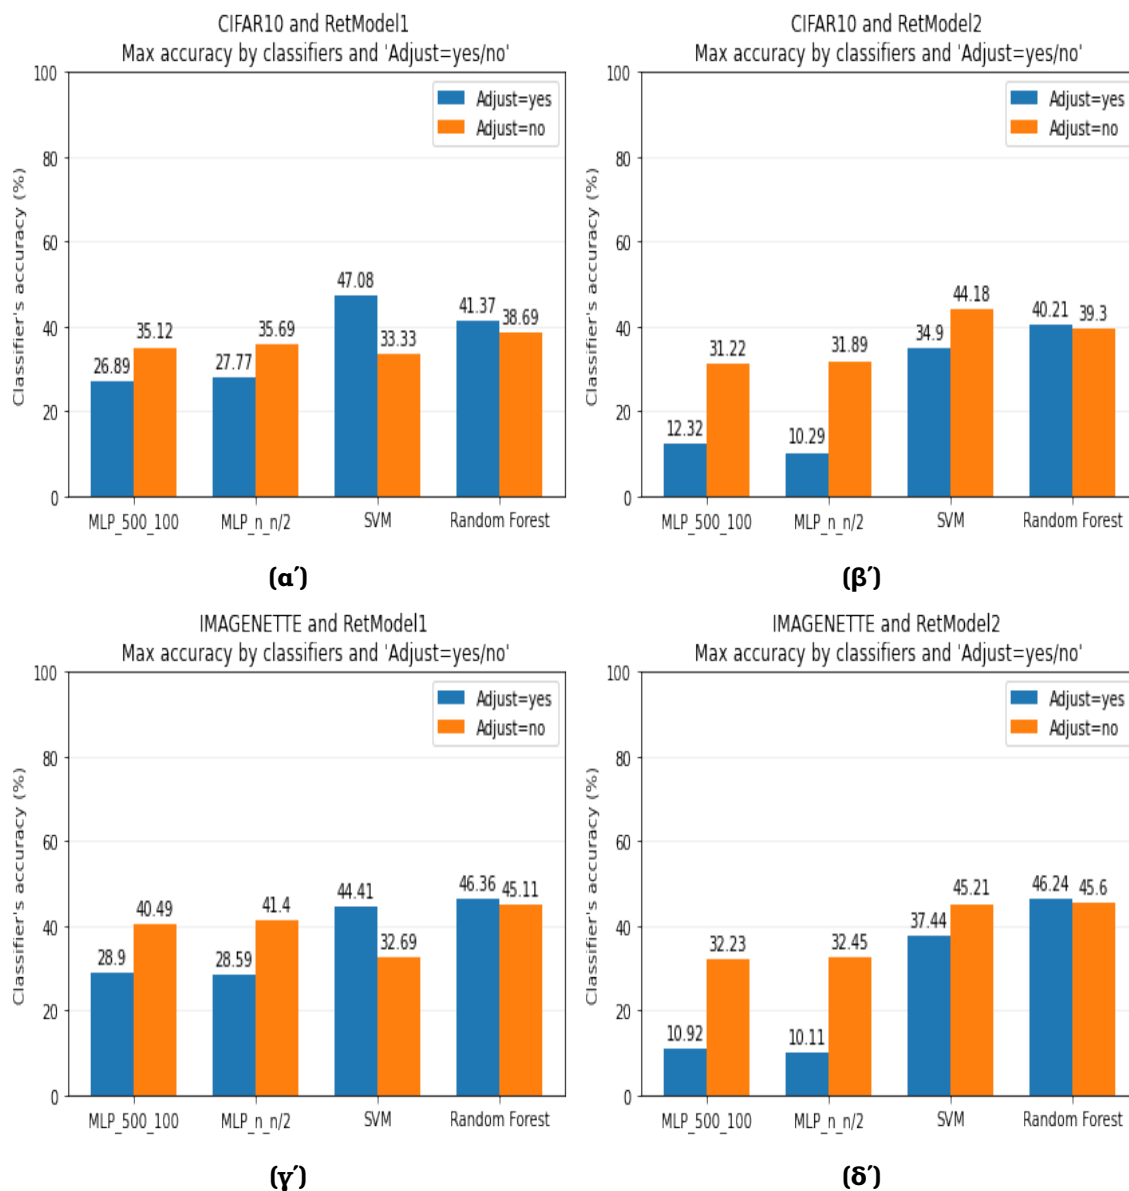 CIFAR10 and RetModel1
Max accuracy by classifiers and 'Adjust=yes/no'
Classifier's accuracy (%)
100
80
60
40
20
0
Adjust=yes
Adjust=no
26.89
35.12
27.77
35.69
47.08
33.33
41.37
38.69
MLP_500_100
MLP_n_n/2
SVM
Random Forest
(α΄)
CIFAR10 and RetModel2
Max accuracy by classifiers and 'Adjust=yes/no'
Classifier's accuracy (%)
100
80
60
40
20
0
Adjust=yes
Adjust=no
12.32
31.22
10.29
31.89
34.9
44.18
40.21
39.3
MLP_500_100
MLP_n_n/2
SVM
Random Forest
(β΄)
IMAGENETTE and RetModel1
Max accuracy by classifiers and 'Adjust=yes/no'
Classifier's accuracy (%)
100
80
60
40
20
0
Adjust=yes
Adjust=no
28.9
40.49
28.59
41.4
44.41
32.69
46.36
45.11
MLP_500_100
MLP_n_n/2
SVM
Random Forest
(γ΄)
IMAGENETTE and RetModel2
Max accuracy by classifiers and 'Adjust=yes/no'
Classifier's accuracy (%)
100
80
60
40
20
0
Adjust=yes
Adjust=no
10.92
32.23
10.11
32.45
37.44
45.21
46.24
45.6
MLP_500_100
MLP_n_n/2
SVM
Random Forest
(δ΄)